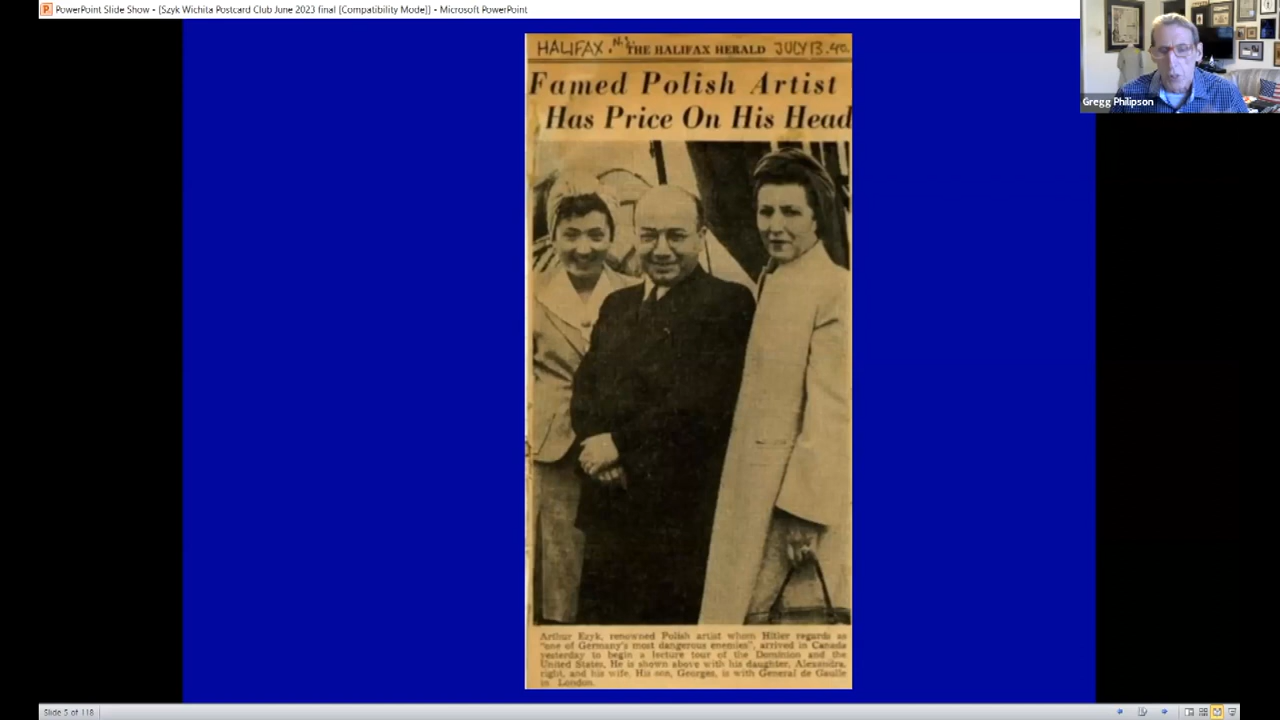 PowerPoint Slide Show - [Szyk Wichita Postcard Club June 2023 final [Compatibility Mode]] - Microsoft PowerPoint
Gregg Philipson
HALIFAX. N.S. THE HALIFAX HERALD JULY 13.40.
Famed Polish Artist
Has Price On His Head
Arthur Ezyk, renowned Polish artist whom Hitler regards as
"one of Germany's most dangerous enemies", arrived in Canada
yesterday to begin a lecture tour of the Dominion and the
United States. He is shown above with his daughter, Alexandra,
right, and his wife. His son, Georges, is with General de Gaulle
in London.
Slide 5 of 118